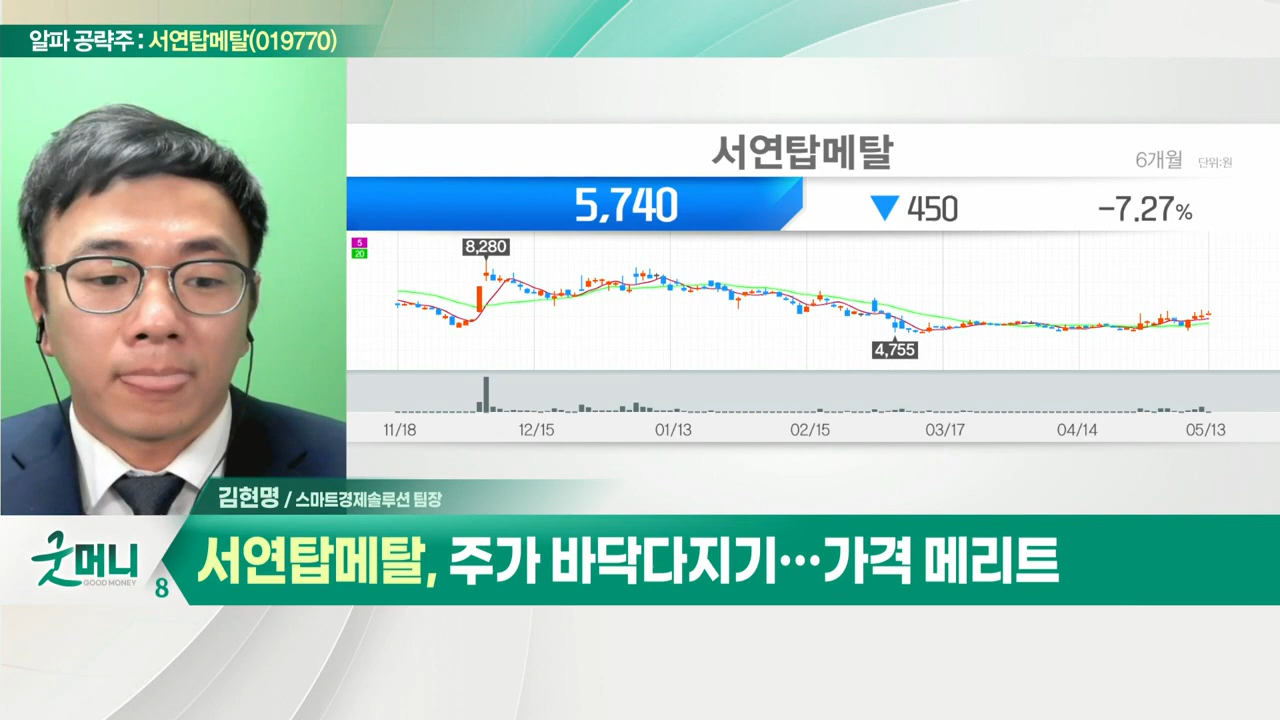 알파 공략주 : 서연탑메탈(019770)
서연탑메탈
6개월 단위:원
5,740 ▼ 450 -7.27%
5
20
8,280
4,755
11/18 12/15 01/13 02/15 03/17 04/14 05/13
김현명 / 스마트경제솔루션 팀장
굿머니
GOOD MONEY
8
서연탑메탈, 주가 바닥다지기…가격 메리트